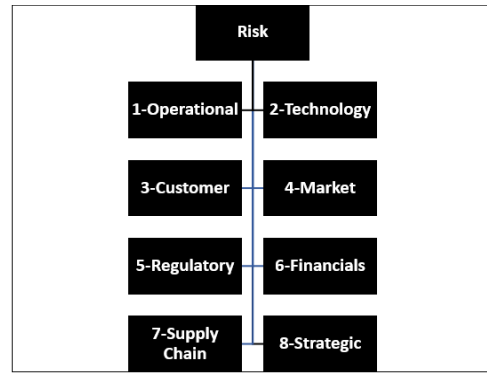 Risk
1-Operational
2-Technology
3-Customer
4-Market
5-Regulatory
6-Financials
7-Supply
Chain
8-Strategic